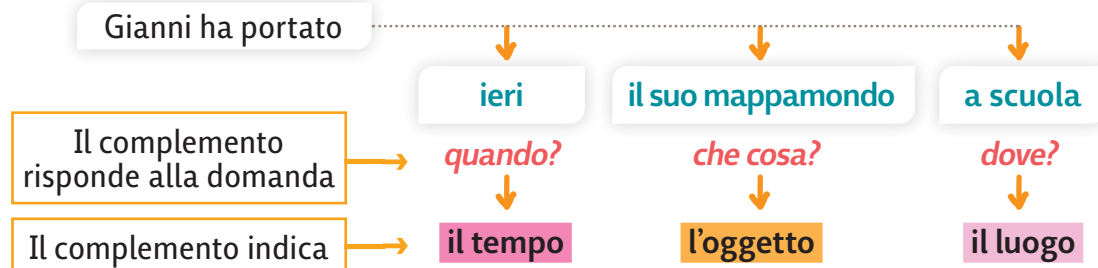 Gianni ha portato
ieri il suo mappamondo a scuola
Il complemento
risponde alla domanda
quando? che cosa? dove?
Il complemento indica
il tempo l'oggetto il luogo